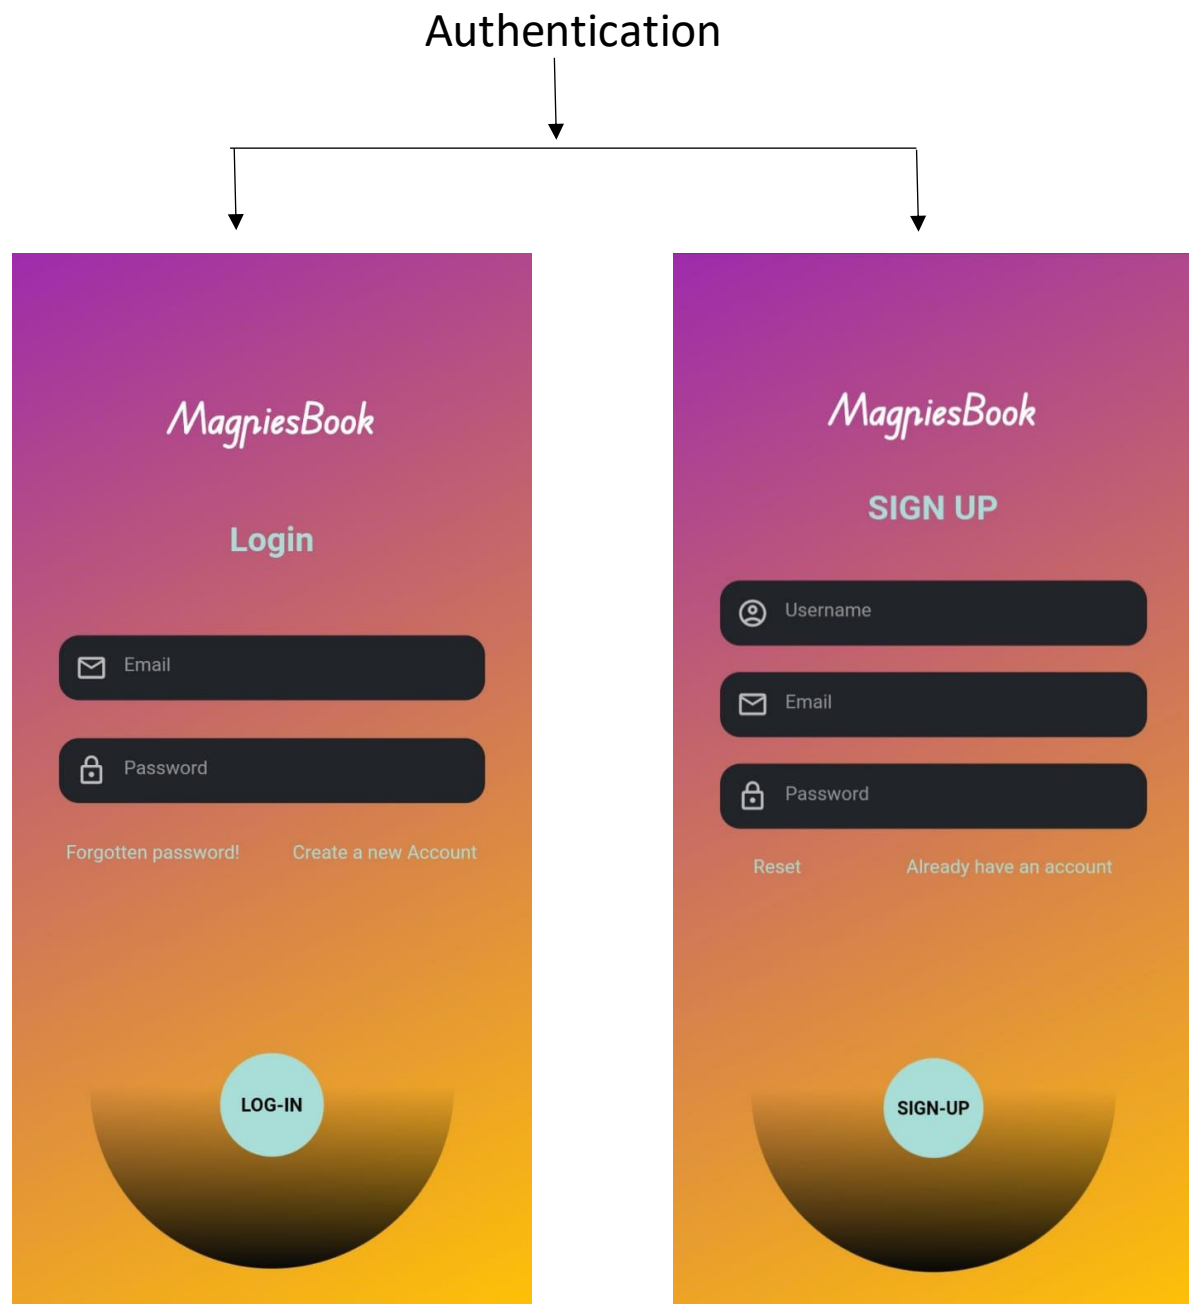 Authentication
MagpiesBook
Login
Email
Password
Forgotten password! Create a new Account
LOG-IN
MagpiesBook
SIGN UP
Username
Email
Password
Reset Already have an account
SIGN-UP